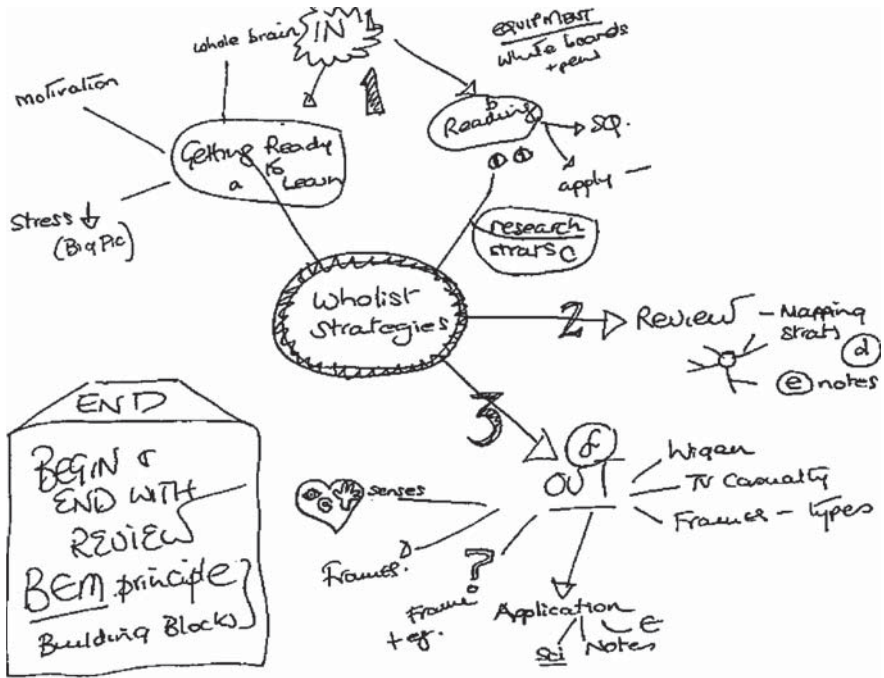 whole brain
IN
1
EQUIPMENT
White boards
+ pens
motivation
Getting Ready
to
a
Learn
Stress ↓
(Big Pic)
b
Reading
SQ.
apply —
research
strats c
Wholist
strategies
2
REVIEW – Mapping
strats
d
e notes
3
f
OUT
Wigan
TV Casualty
Frames – types
senses
Frames.
?
Frame
+ eg.
Application
E
Sci
Notes
END
BEGIN &
END WITH
REVIEW
BEM principle
Building Blocks